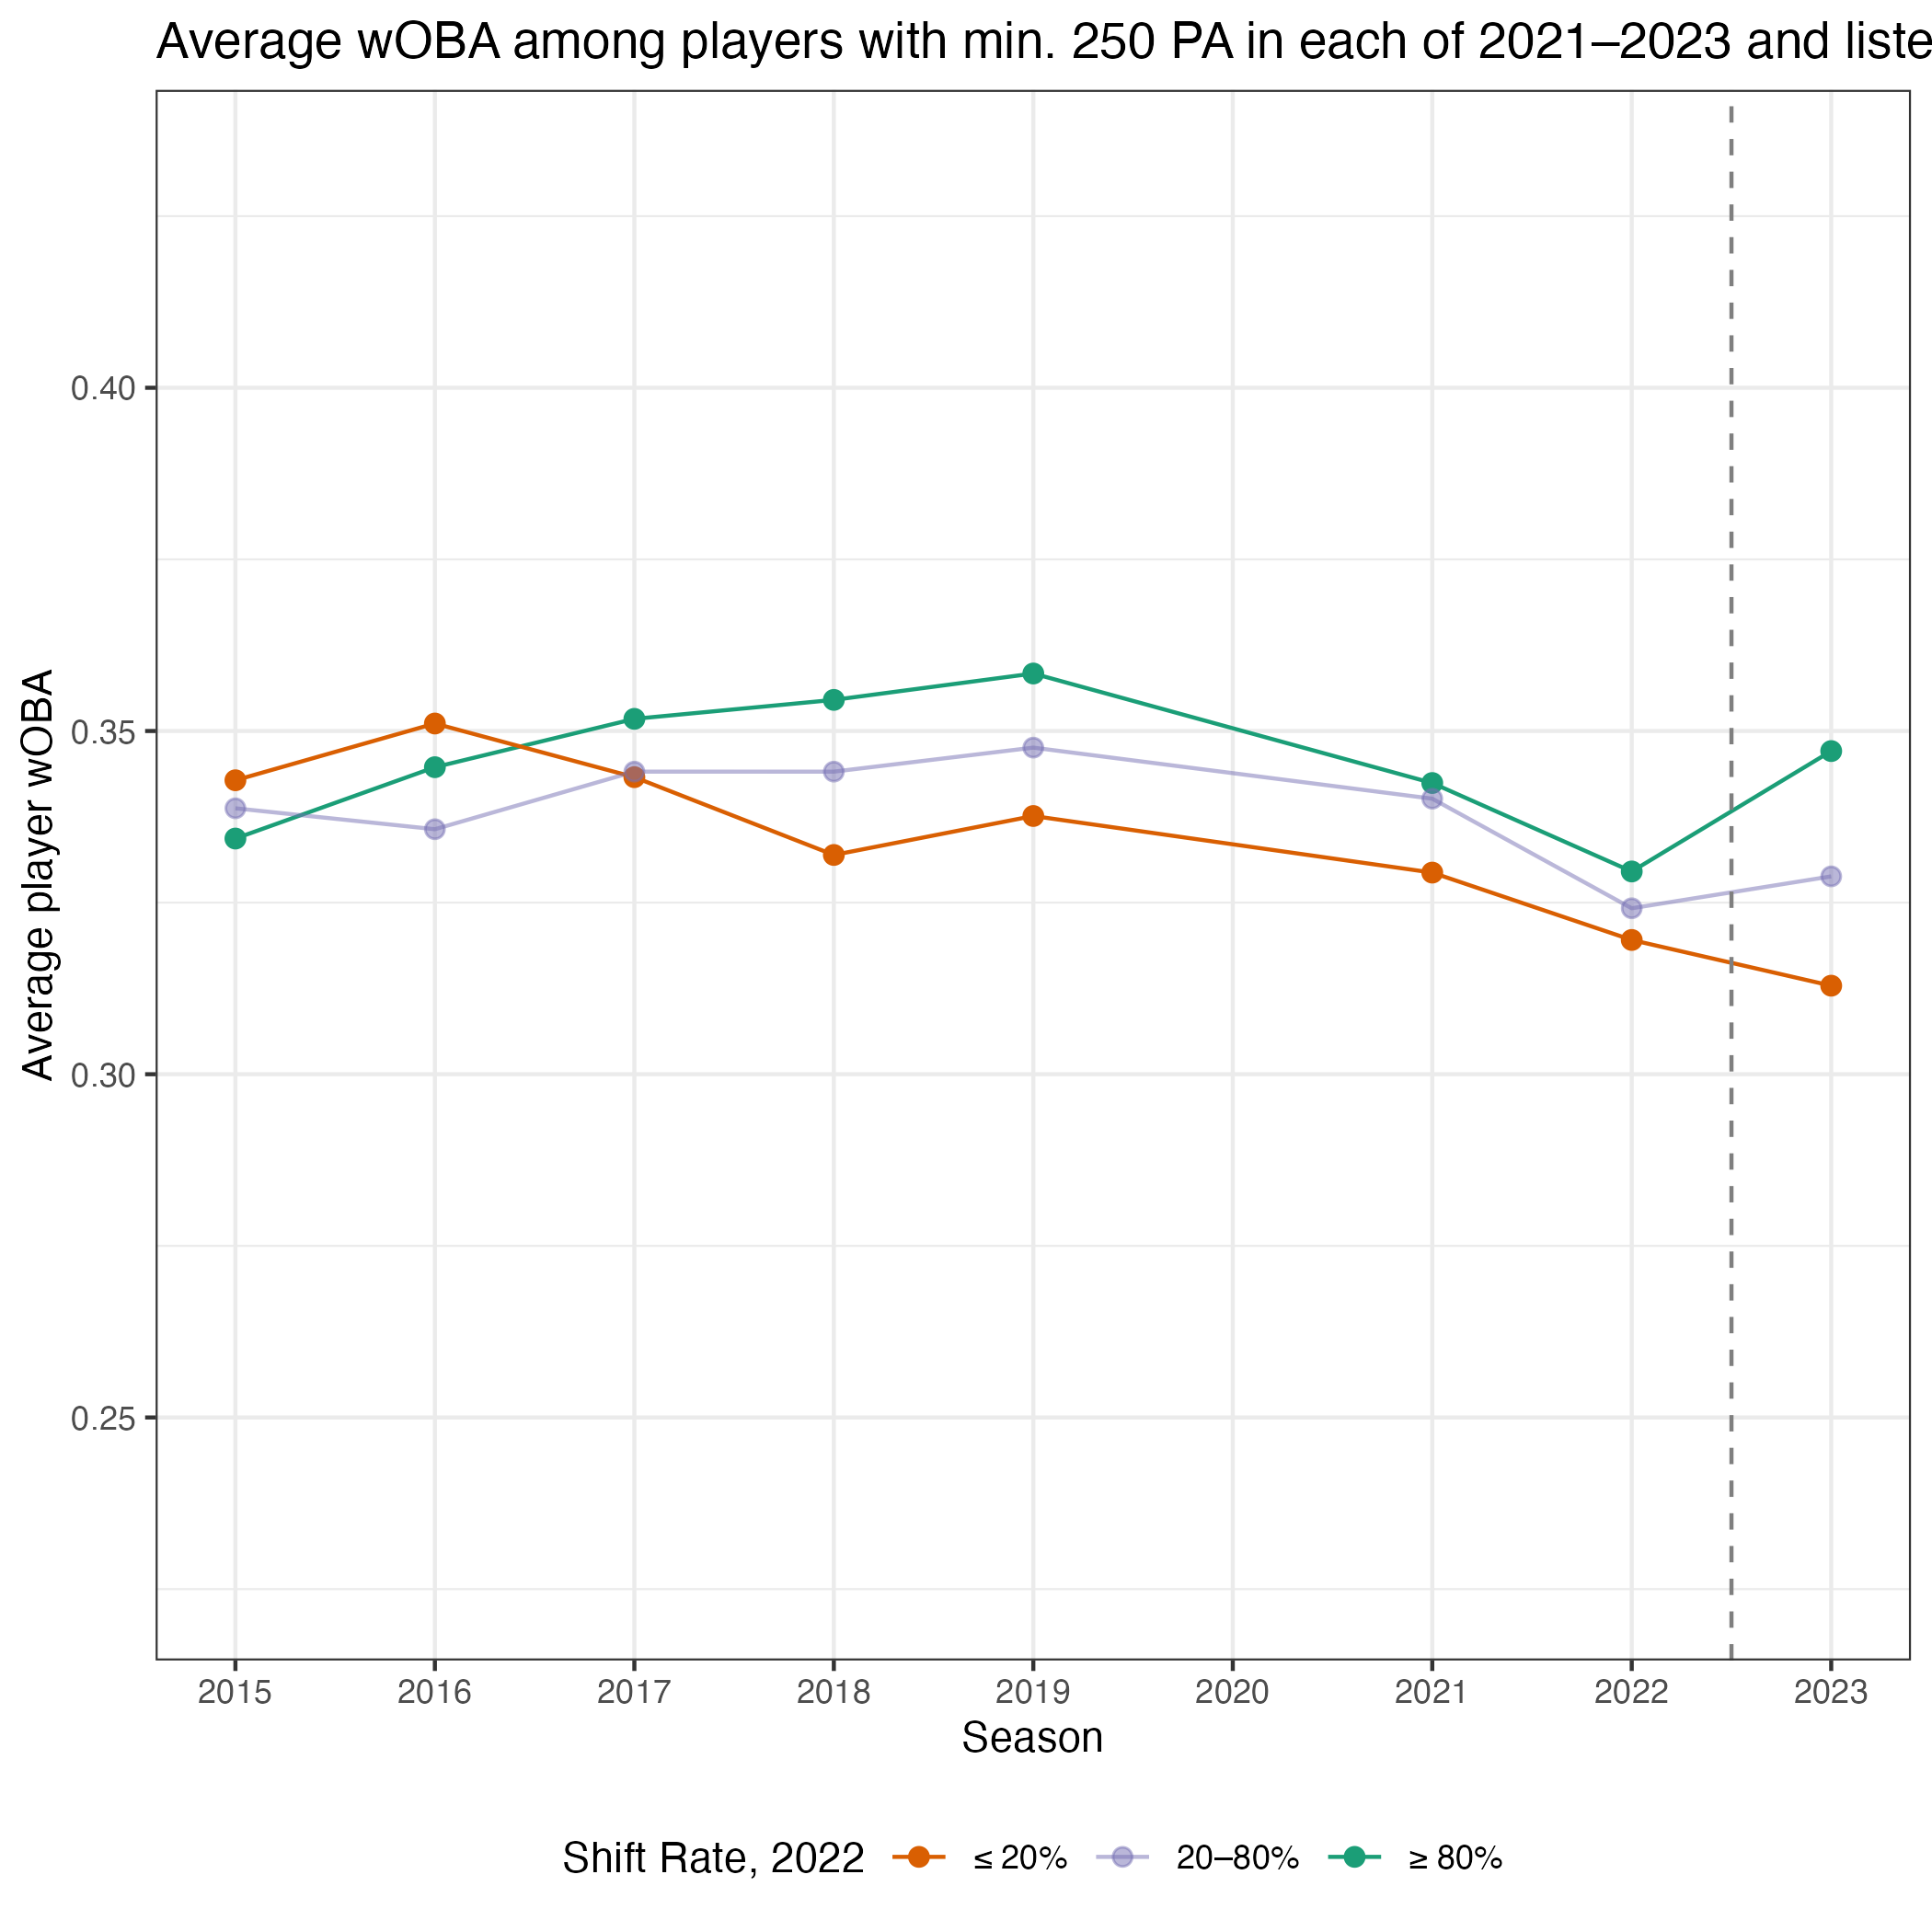 Average wOBA among players with min. 250 PA in each of 2021–2023 and liste
Average player wOBA
0.40
0.35
0.30
0.25
2015 2016 2017 2018 2019 2020 2021 2022 2023
Season
Shift Rate, 2022 ≤ 20% 20–80% ≥ 80%